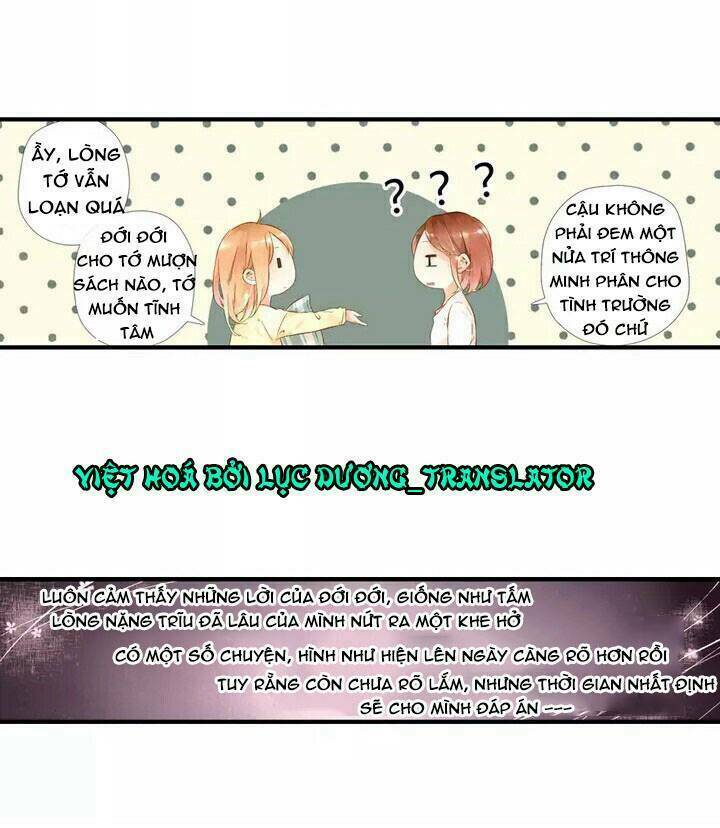 ẦY, LÒNG
TỚ VẪN
LOẠN QUÁ
ĐỚI ĐỚI
CHO TỚ MƯỢN
SÁCH NÀO, TỚ
MUỐN TĨNH
TÂM
? ? ?
CẬU KHÔNG
PHẢI ĐEM MỘT
NỬA TRÍ THÔNG
MINH PHÂN CHO
TÌNH TRƯỜNG
ĐÓ CHỨ
VIỆT HOÁ BỞI LỤC DƯƠNG_TRANSLATOR
LUÔN CẢM THẤY NHỮNG LỜI CỦA ĐỚI ĐỚI, GIỐNG NHƯ TẤM
LÒNG NẶNG TRĨU ĐÃ LÂU CỦA MÌNH NỨT RA MỘT KHE HỞ
CÓ MỘT SỐ CHUYỆN, HÌNH NHƯ HIỆN LÊN NGÀY CÀNG RÕ HƠN RỒI
TUY RẰNG CÒN CHƯA RÕ LẮM, NHƯNG THỜI GIAN NHẤT ĐỊNH
SẼ CHO MÌNH ĐÁP ÁN ---